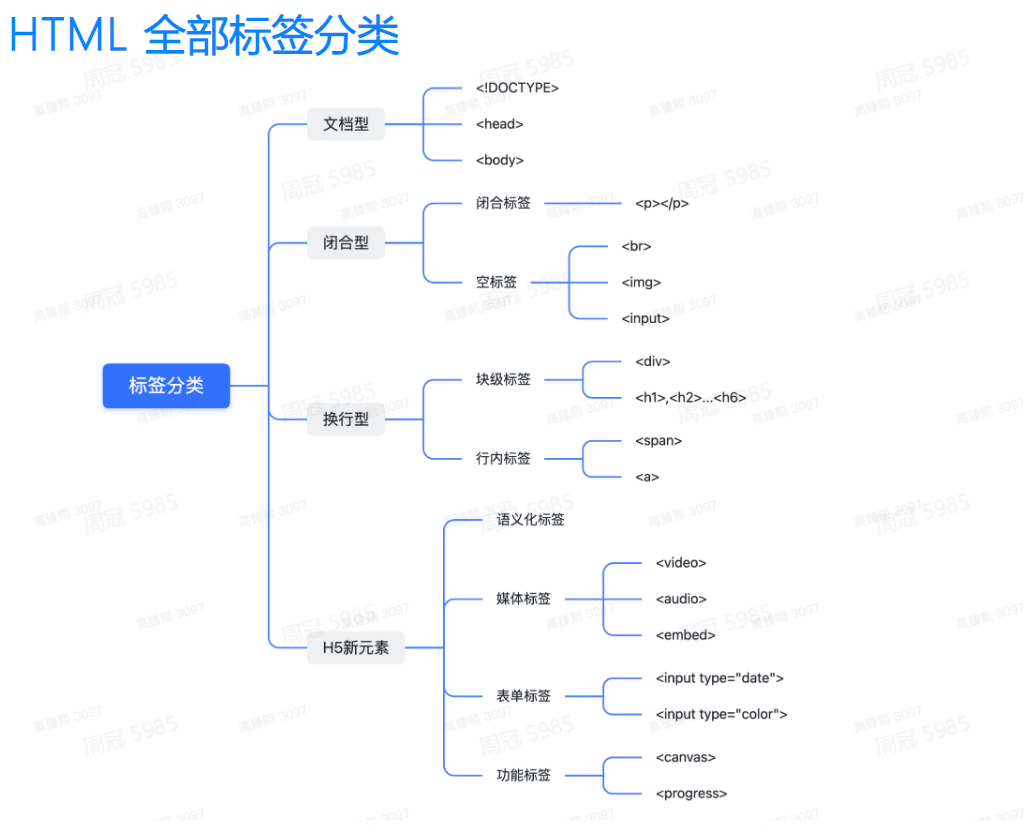 HTML 全部标签分类
标签分类
文档型
<!DOCTYPE>
<head>
<body>
闭合型
闭合标签
<p></p>
空标签
<br>
<img>
<input>
换行型
块级标签
<div>
<h1>,<h2>...<h6>
行内标签
<span>
<a>
H5新元素
语义化标签
媒体标签
<video>
<audio>
<embed>
表单标签
<input type="date">
<input type="color">
功能标签
<canvas>
<progress>
周冠 5985
高臻熙 3097